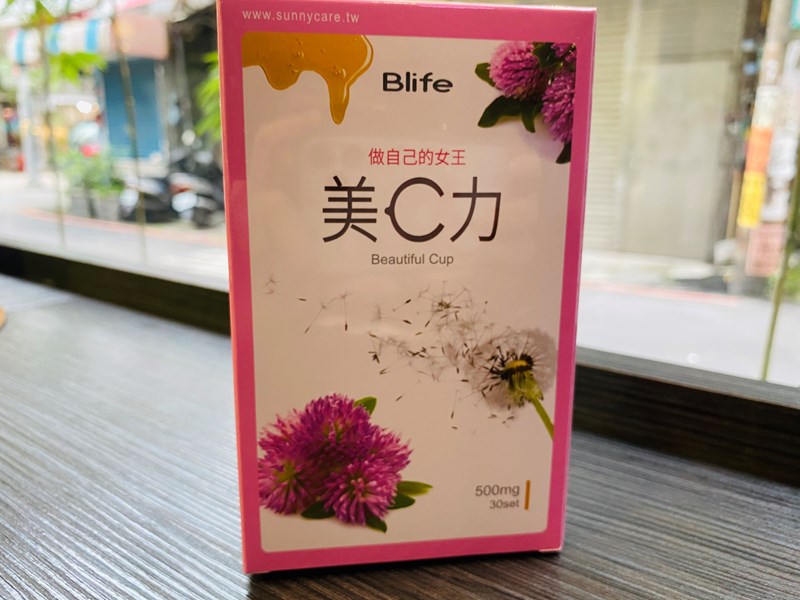 www.sunnycare.tw
Blife
做自己的女王
美C力
Beautiful Cup
500mg
30set